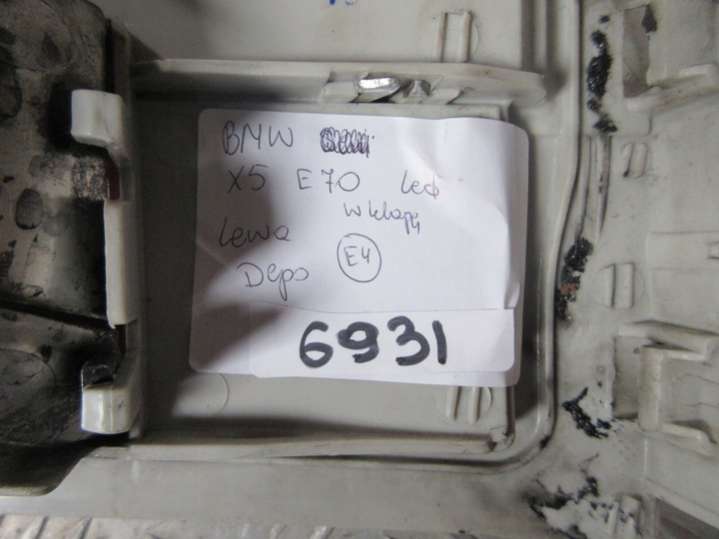 BMW
X5 E70 Led
w klapę
Lewa
E4
Depo
6931